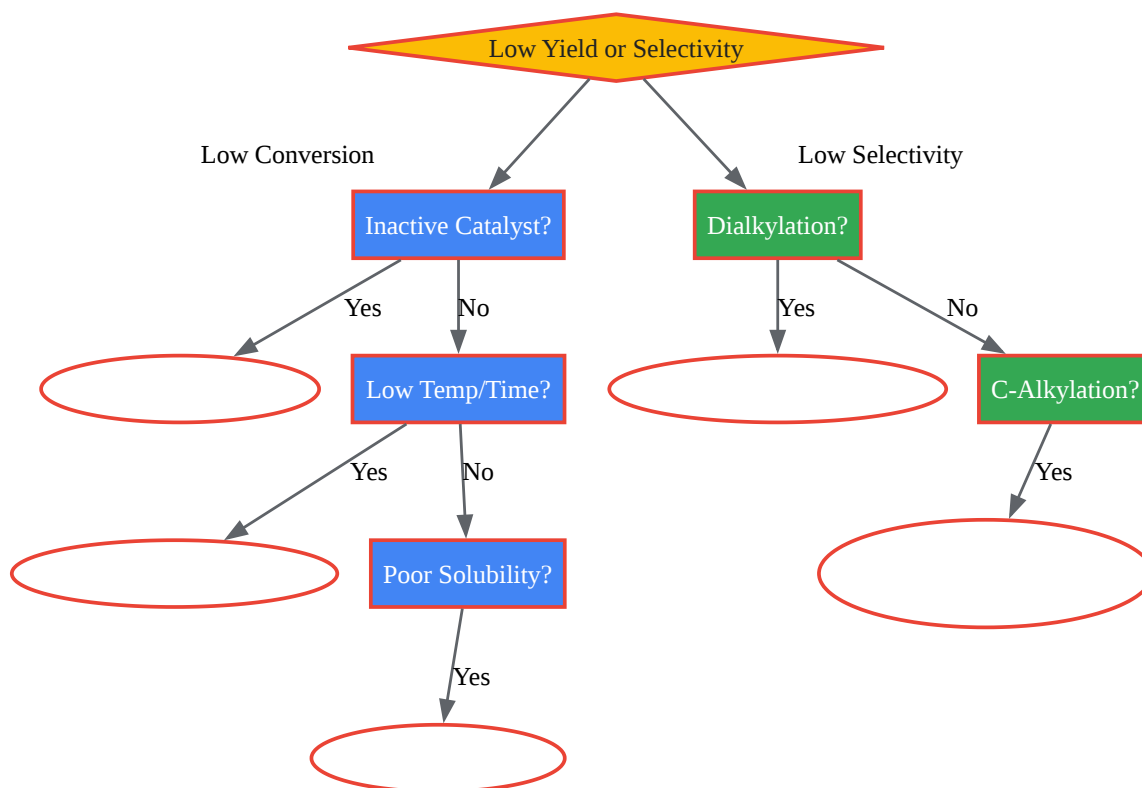 Low Yield or Selectivity
Low Conversion
Low Selectivity
Inactive Catalyst?
Dialkylation?
Yes
No
Yes
No
Low Temp/Time?
C-Alkylation?
Yes
No
Yes
Poor Solubility?
Yes